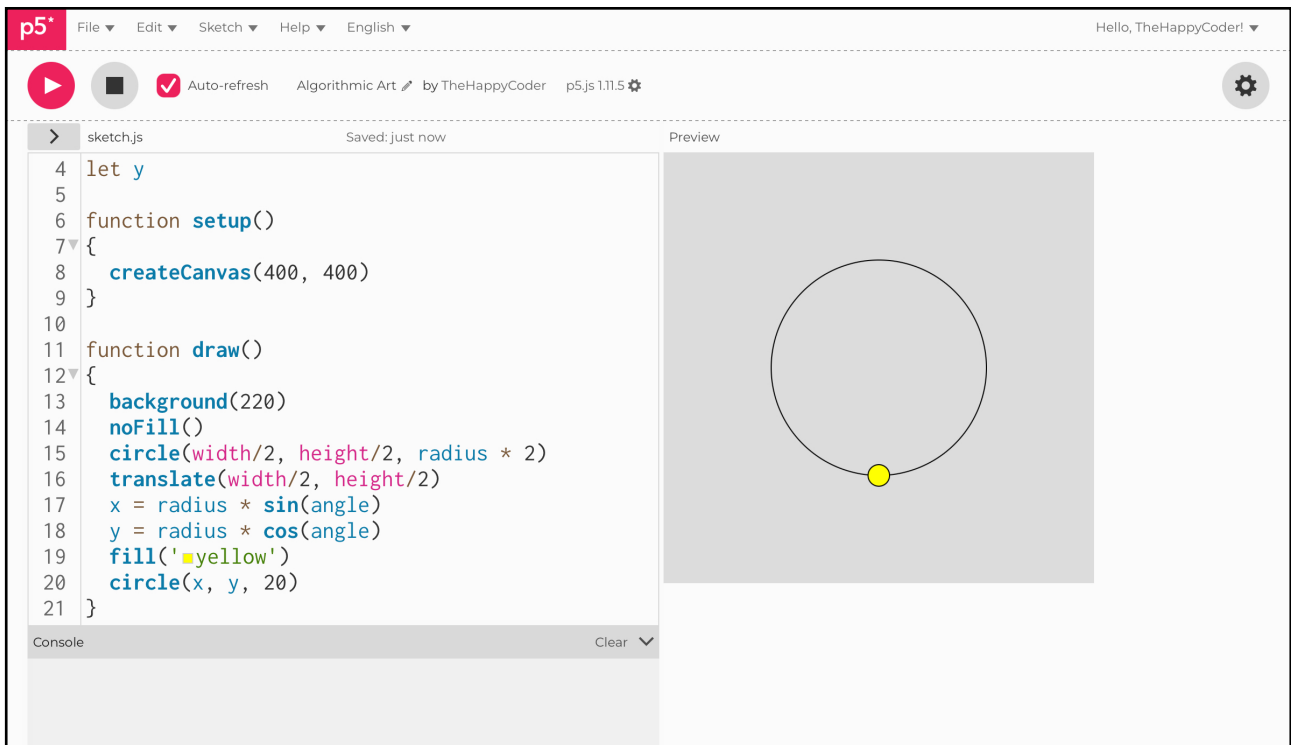 p5* File Edit Sketch Help English Hello, TheHappyCoder!
Auto-refresh Algorithmic Art by TheHappyCoder p5.js 1.11.5
sketch.js Saved: just now Preview
4 let y
5
6 function setup()
7 {
8 createCanvas(400, 400)
9 }
10
11 function draw()
12 {
13 background(220)
14 noFill()
15 circle(width/2, height/2, radius * 2)
16 translate(width/2, height/2)
17 x = radius * sin(angle)
18 y = radius * cos(angle)
19 fill('yellow')
20 circle(x, y, 20)
21 }
Console Clear